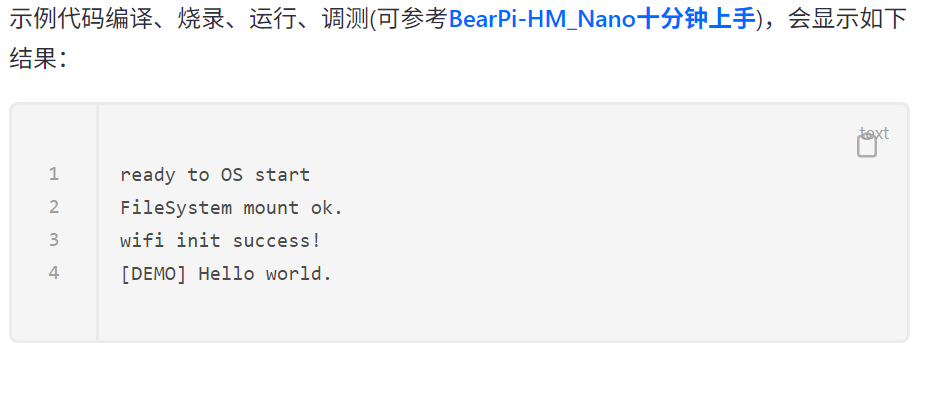 示例代码编译、烧录、运行、调测(可参考BearPi-HM_Nano十分钟上手)，会显示如下
结果：
text
1 ready to OS start
2 FileSystem mount ok.
3 wifi init success!
4 [DEMO] Hello world.